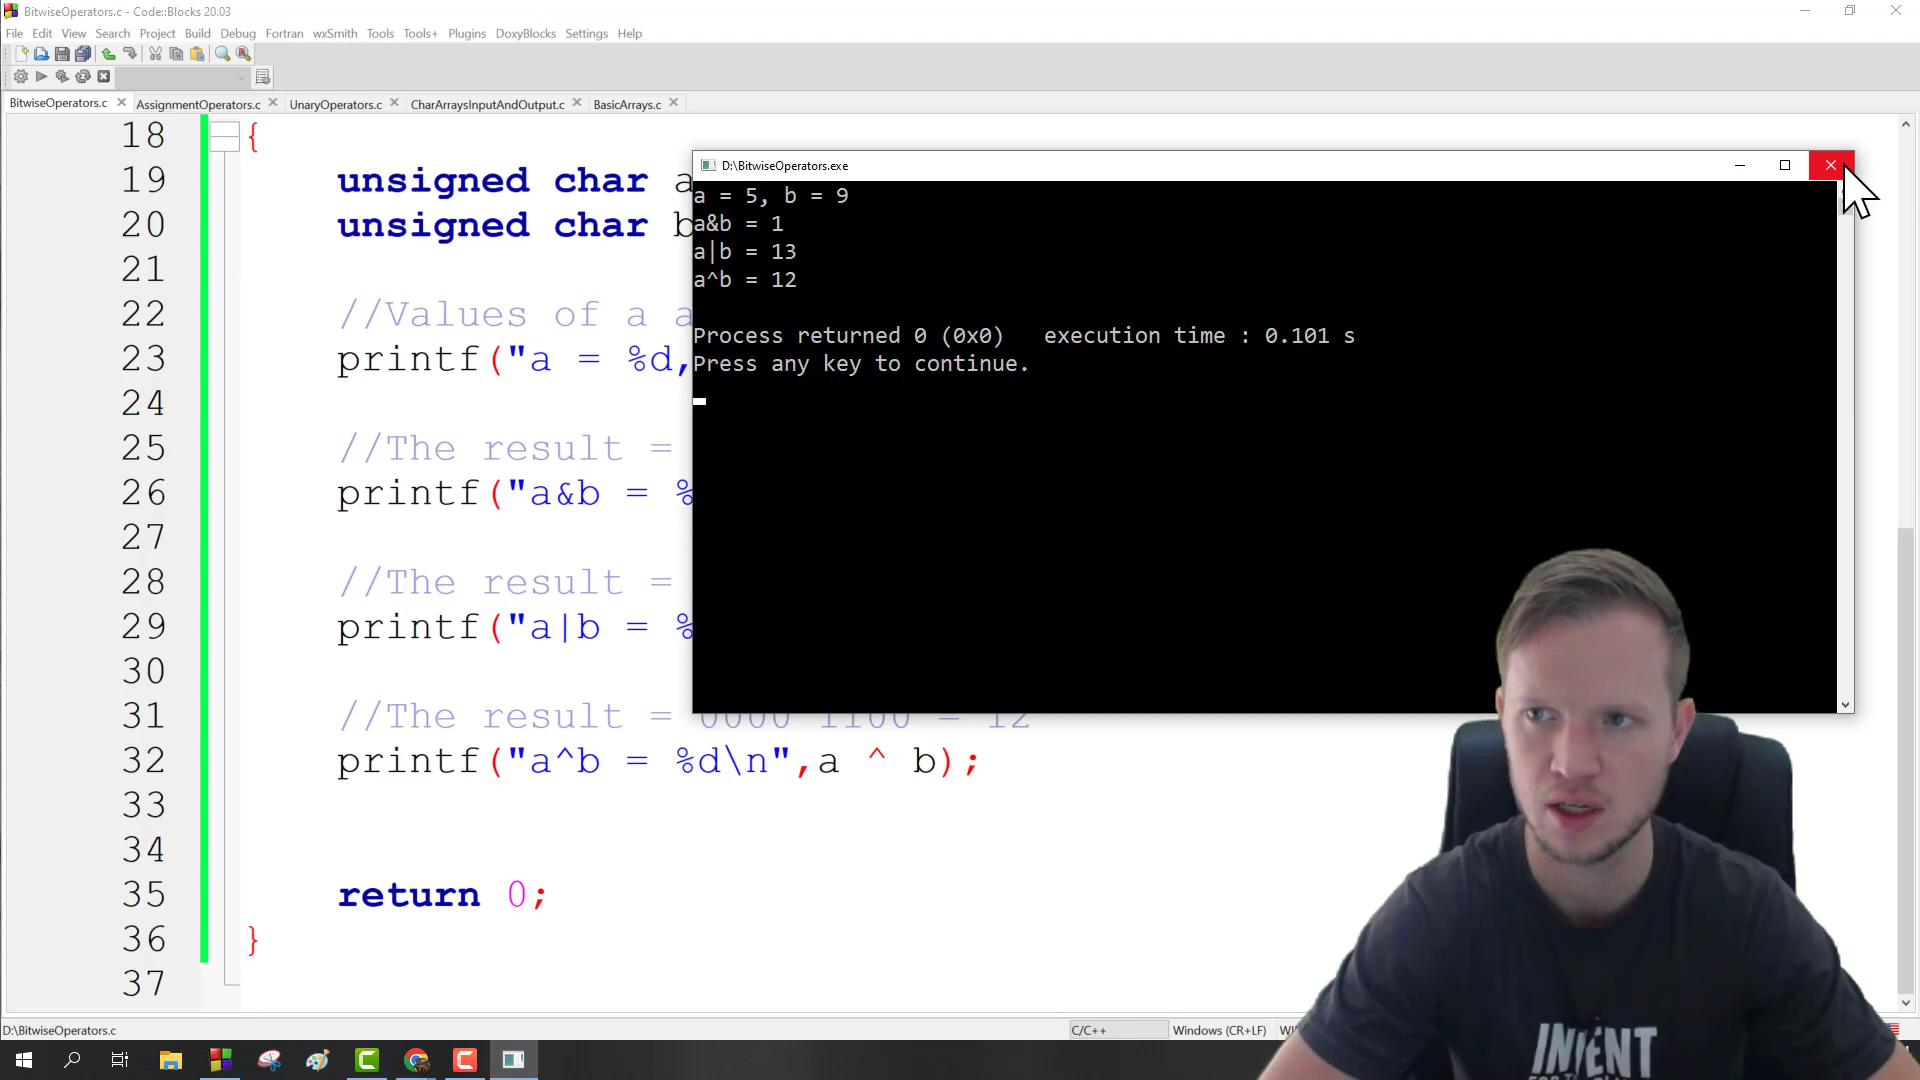 BitwiseOperators.c - Code::Blocks 20.03
File Edit View Search Project Build Debug Fortran wxSmith Tools Tools+ Plugins DoxyBlocks Settings Help
BitwiseOperators.c AssignmentOperators.c UnaryOperators.c CharArraysInputAndOutput.c BasicArrays.c
18 {
19 unsigned char a
20 unsigned char b
21
22 //Values of a a
23 printf("a = %d,
24
25 //The result =
26 printf("a&b = %
27
28 //The result =
29 printf("a|b = %
30
31 //The result = 0000 1100 = 12
32 printf("a^b = %d\n",a ^ b);
33
34
35 return 0;
36 }
37
D:\BitwiseOperators.exe
a = 5, b = 9
a&b = 1
a|b = 13
a^b = 12
Process returned 0 (0x0) execution time : 0.101 s
Press any key to continue.
D:\BitwiseOperators.c C/C++ Windows (CR+LF)